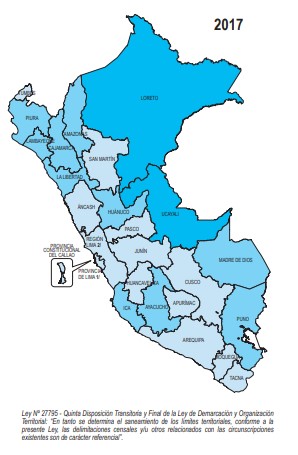 2017
LORETO
TUMBES
PIURA
AMAZONAS
LAMBAYEQUE
CAJAMARCA
SAN MARTÍN
LA LIBERTAD
ÁNCASH
HUÁNUCO
UCAYALI
PASCO
REGIÓN
LIMA 2/
PROVINCIA
CONSTITUCIONAL
DEL CALLAO
JUNÍN
PROVINCIA
DE LIMA 1/
MADRE DE DIOS
HUANCAVELICA
CUSCO
ICA
AYACUCHO
APURÍMAC
PUNO
AREQUIPA
MOQUEGUA
TACNA
Ley Nº 27795 - Quinta Disposición Transitoria y Final de la Ley de Demarcación y Organización
Territorial: "En tanto se determina el saneamiento de los límites territoriales, conforme a la
presente Ley, las delimitaciones censales y/u otros relacionados con las circunscripciones
existentes son de carácter referencial".